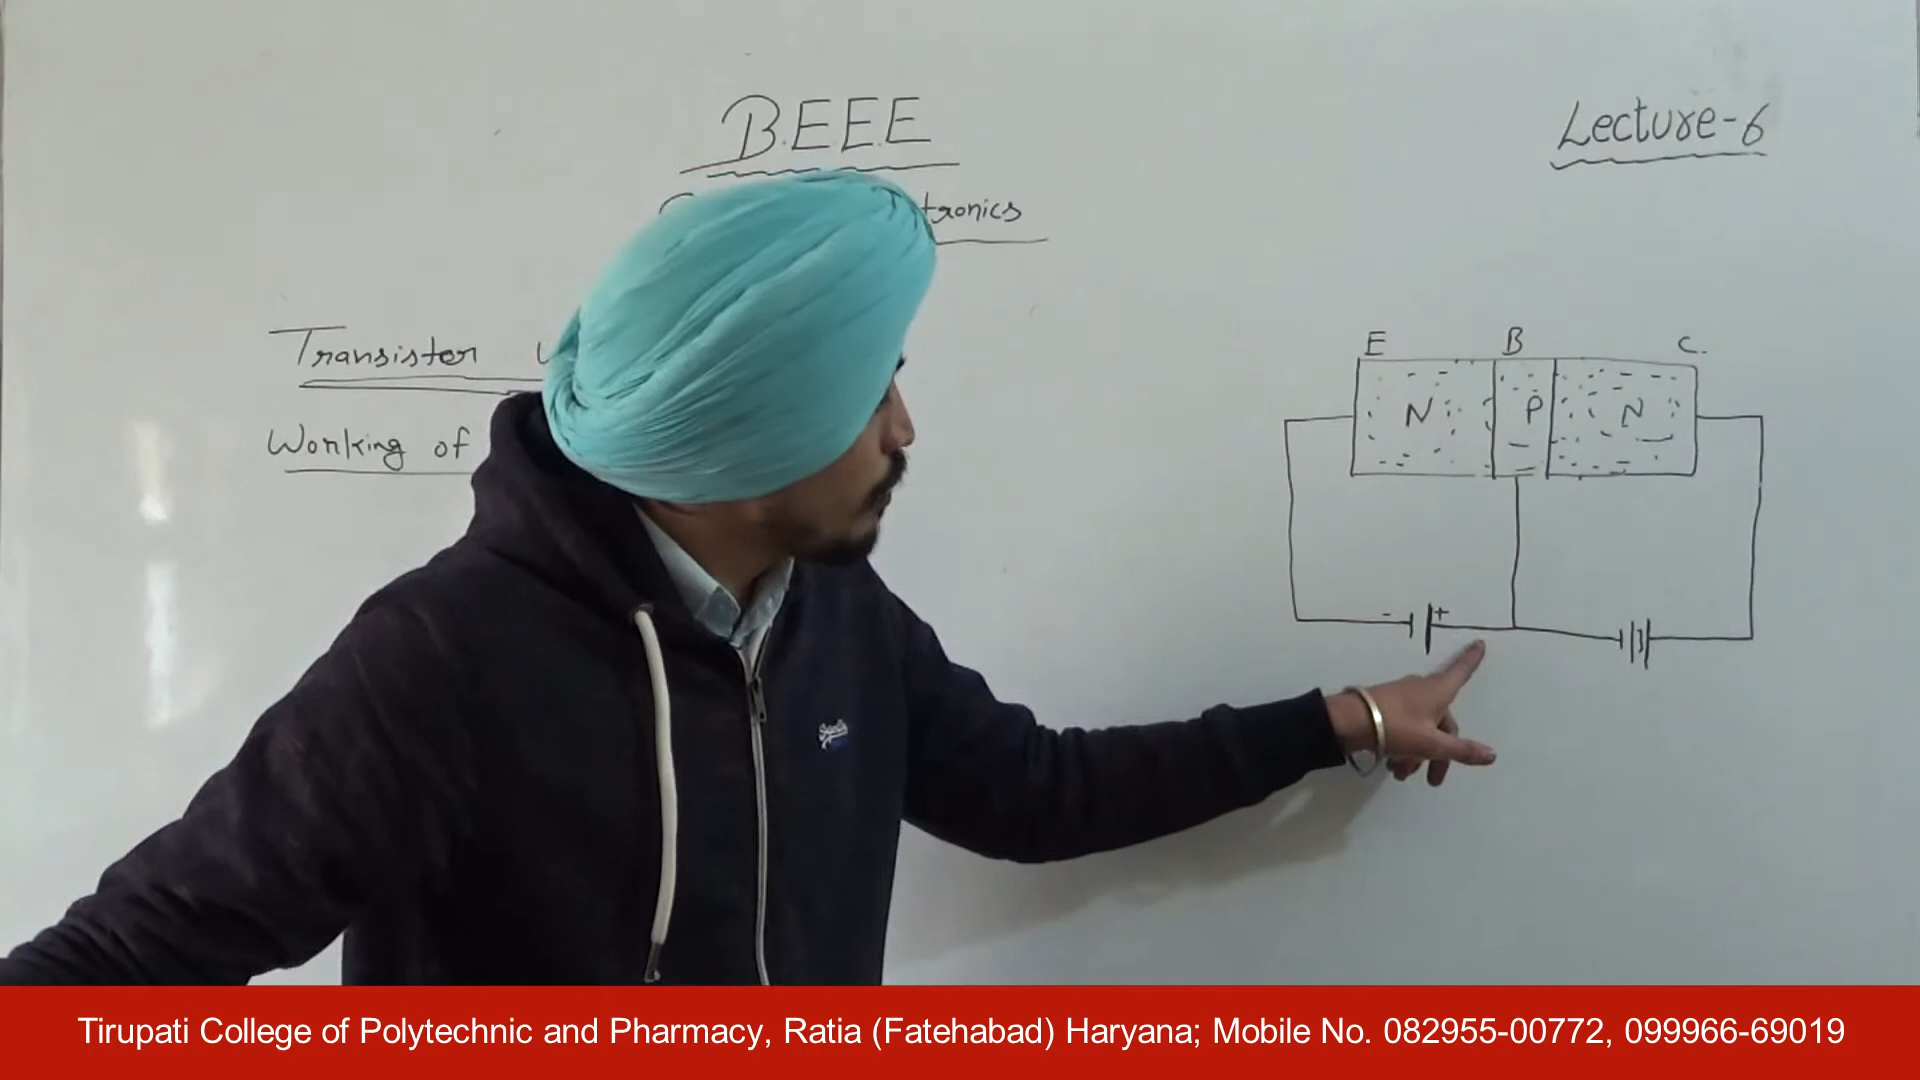 B.E.E.E
Lecture-6
tronics
Transistor
Working of
E B C.
N P N
- +
Tirupati College of Polytechnic and Pharmacy, Ratia (Fatehabad) Haryana; Mobile No. 082955-00772, 099966-69019